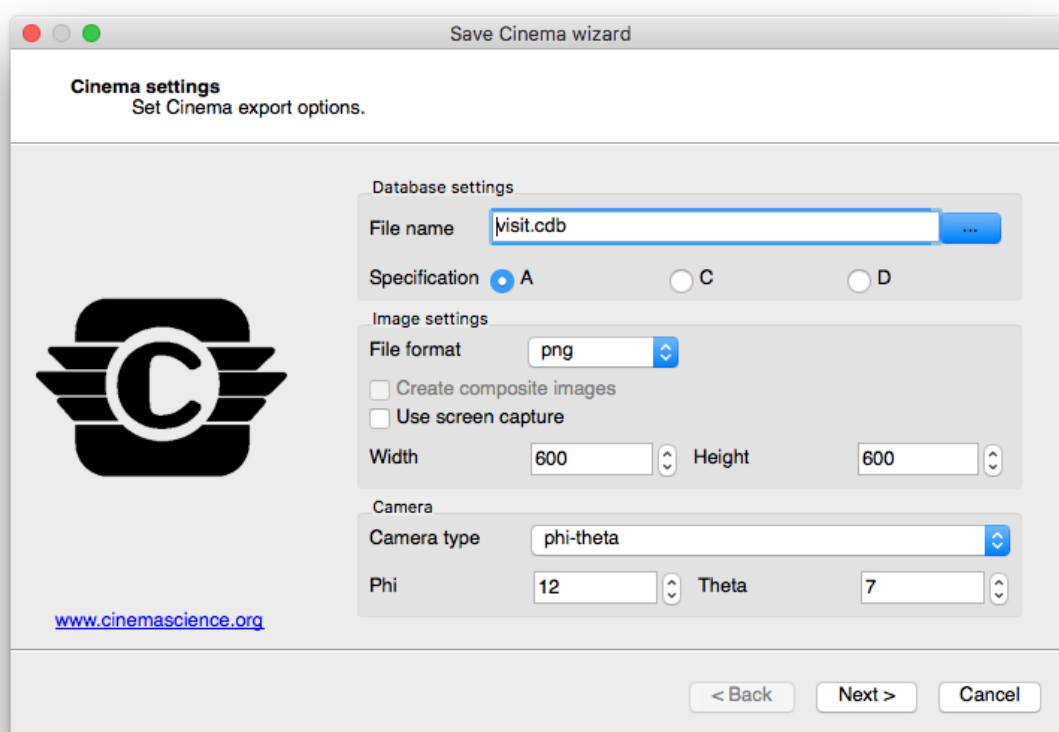 Save Cinema wizard
Cinema settings
Set Cinema export options.
Database settings
File name visit.cdb ...
Specification A C D
Image settings
File format png
Create composite images
Use screen capture
Width 600 Height 600
Camera
Camera type phi-theta
Phi 12 Theta 7
C
www.cinemascience.org
< Back Next > Cancel